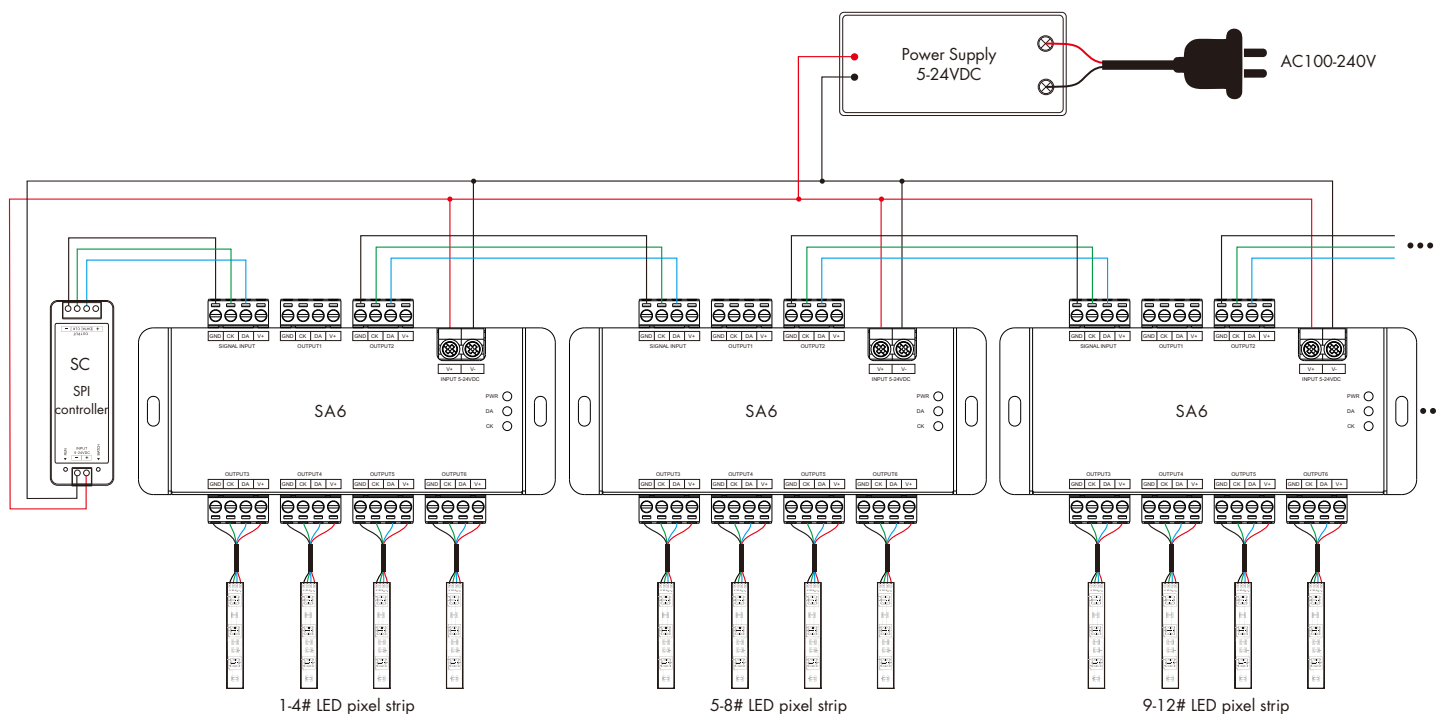 Power Supply
5-24VDC
AC100-240V
SC
SPI
controller
INPUT
5-24VDC
GND CK DA V+
SIGNAL INPUT
GND CK DA V+
OUTPUT1
GND CK DA V+
OUTPUT2
V+ V-
INPUT 5-24VDC
SA6
PWR
DA
CK
OUTPUT3
GND CK DA V+
OUTPUT4
GND CK DA V+
OUTPUT5
GND CK DA V+
OUTPUT6
GND CK DA V+
1-4# LED pixel strip
GND CK DA V+
SIGNAL INPUT
GND CK DA V+
OUTPUT1
GND CK DA V+
OUTPUT2
V+ V-
INPUT 5-24VDC
SA6
PWR
DA
CK
OUTPUT3
GND CK DA V+
OUTPUT4
GND CK DA V+
OUTPUT5
GND CK DA V+
OUTPUT6
GND CK DA V+
5-8# LED pixel strip
GND CK DA V+
SIGNAL INPUT
GND CK DA V+
OUTPUT1
GND CK DA V+
OUTPUT2
V+ V-
INPUT 5-24VDC
SA6
PWR
DA
CK
OUTPUT3
GND CK DA V+
OUTPUT4
GND CK DA V+
OUTPUT5
GND CK DA V+
OUTPUT6
GND CK DA V+
9-12# LED pixel strip